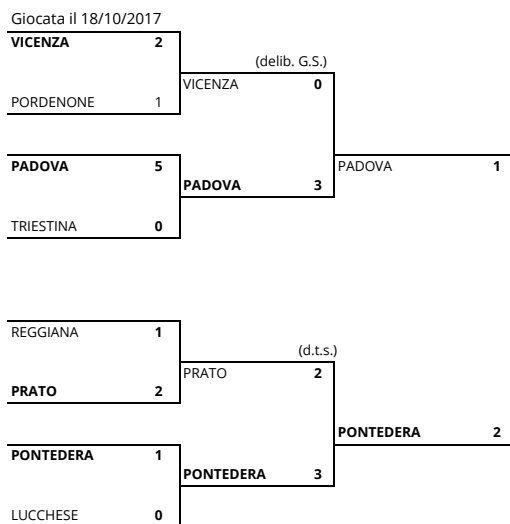 Giocata il 18/10/2017
VICENZA 2
(delib. G.S.)
VICENZA 0
PORDENONE 1
PADOVA 5
PADOVA 1
PADOVA 3
TRIESTINA 0
REGGIANA 1
(d.t.s.)
PRATO 2
PRATO 2
PONTEDERA 2
PONTEDERA 1
PONTEDERA 3
LUCCHESE 0